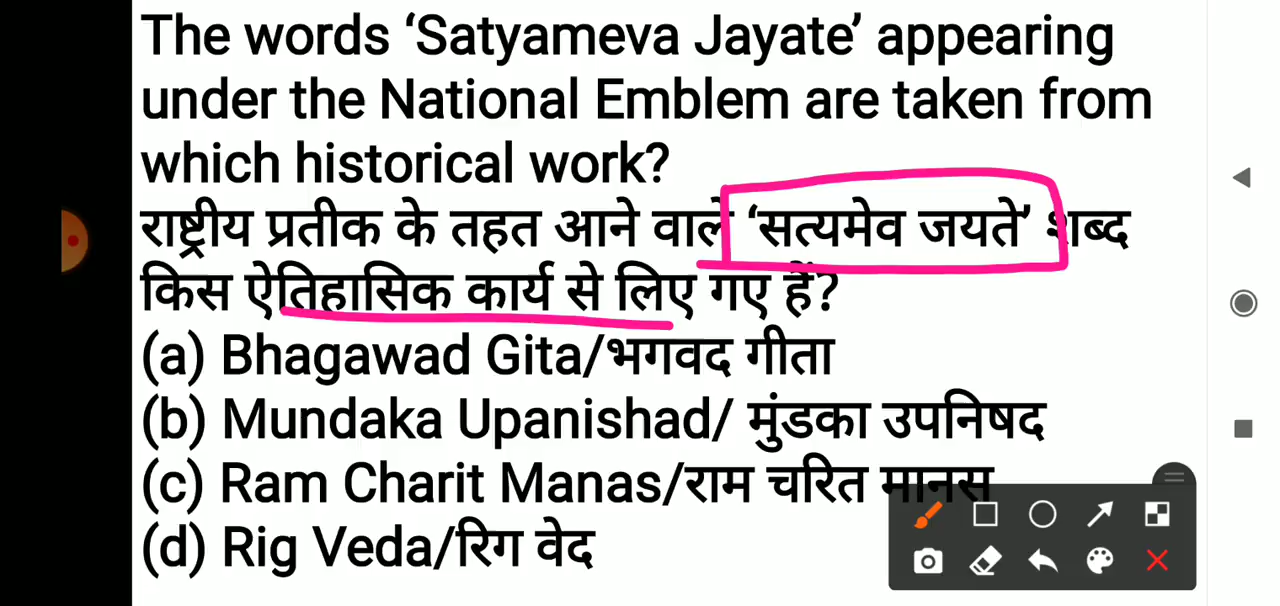 The words ‘Satyameva Jayate’ appearing
under the National Emblem are taken from
which historical work?
राष्ट्रीय प्रतीक के तहत आने वाले ‘सत्यमेव जयते’ शब्द
किस ऐतिहासिक कार्य से लिए गए हैं?
(a) Bhagawad Gita/भगवद गीता
(b) Mundaka Upanishad/ मुंडका उपनिषद
(c) Ram Charit Manas/राम चरित मानस
(d) Rig Veda/रिग वेद